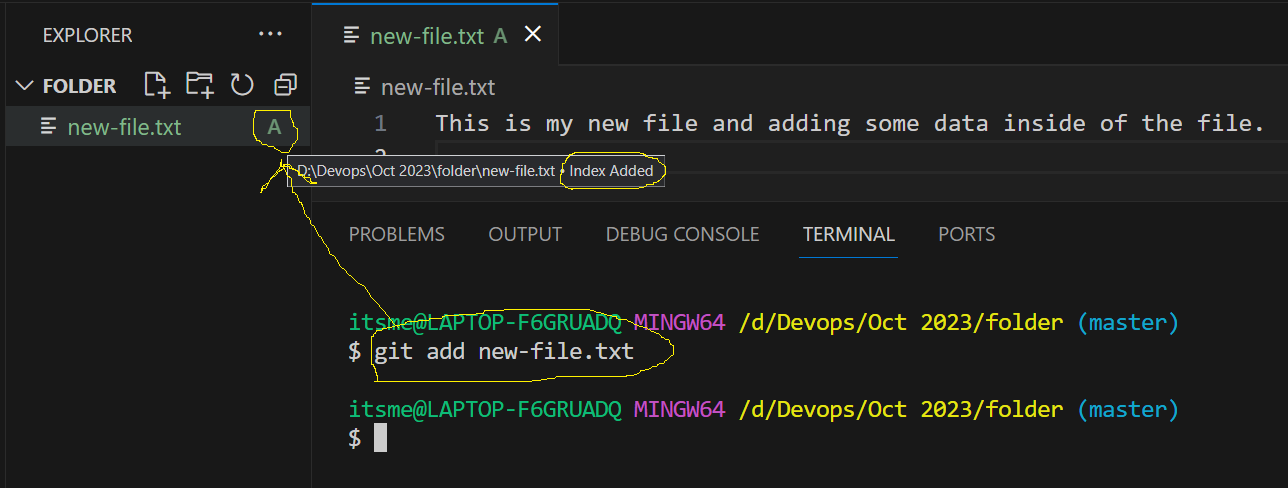 EXPLORER ...
FOLDER
new-file.txt A
new-file.txt A
new-file.txt
1 This is my new file and adding some data inside of the file.
2
D:\Devops\Oct 2023\folder\new-file.txt • Index Added
PROBLEMS OUTPUT DEBUG CONSOLE TERMINAL PORTS
itsme@LAPTOP-F6GRUADQ MINGW64 /d/Devops/Oct 2023/folder (master)
$ git add new-file.txt
itsme@LAPTOP-F6GRUADQ MINGW64 /d/Devops/Oct 2023/folder (master)
$